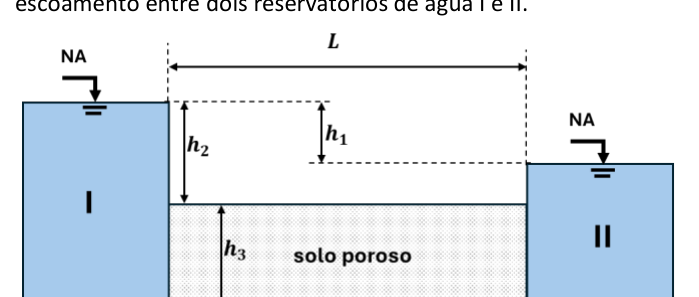 escoamento entre dois reservatórios de água I e II.
L
NA
h₁
h₂
NA
I
II
h₃
solo poroso